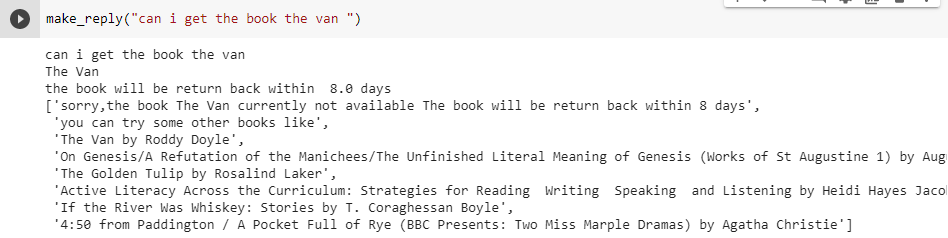 make_reply("can i get the book the van ")
can i get the book the van
The Van
the book will be return back within  8.0 days
['sorry,the book The Van currently not available The book will be return back within 8 days',
'you can try some other books like',
'The Van by Roddy Doyle',
'On Genesis/A Refutation of the Manichees/The Unfinished Literal Meaning of Genesis (Works of St Augustine 1) by Aug
'The Golden Tulip by Rosalind Laker',
'Active Literacy Across the Curriculum: Strategies for Reading  Writing  Speaking  and Listening by Heidi Hayes Jaco
'If the River Was Whiskey: Stories by T. Coraghessan Boyle',
'4:50 from Paddington / A Pocket Full of Rye (BBC Presents: Two Miss Marple Dramas) by Agatha Christie']